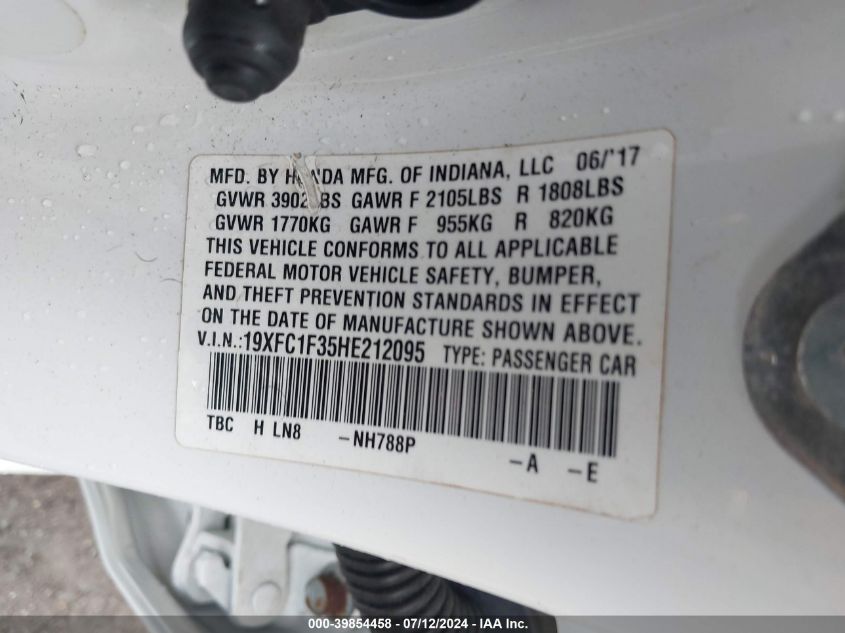 MFD. BY HONDA MFG. OF INDIANA, LLC 06/'17
GVWR 3902LBS GAWR F 2105LBS R 1808LBS
GVWR 1770KG GAWR F 955KG R 820KG
THIS VEHICLE CONFORMS TO ALL APPLICABLE
FEDERAL MOTOR VEHICLE SAFETY, BUMPER,
AND THEFT PREVENTION STANDARDS IN EFFECT
ON THE DATE OF MANUFACTURE SHOWN ABOVE.
V.I.N.:19XFC1F35HE212095 TYPE: PASSENGER CAR
TBC H LN8 -NH788P -A -E
000-39854458 - 07/12/2024 - IAA Inc.